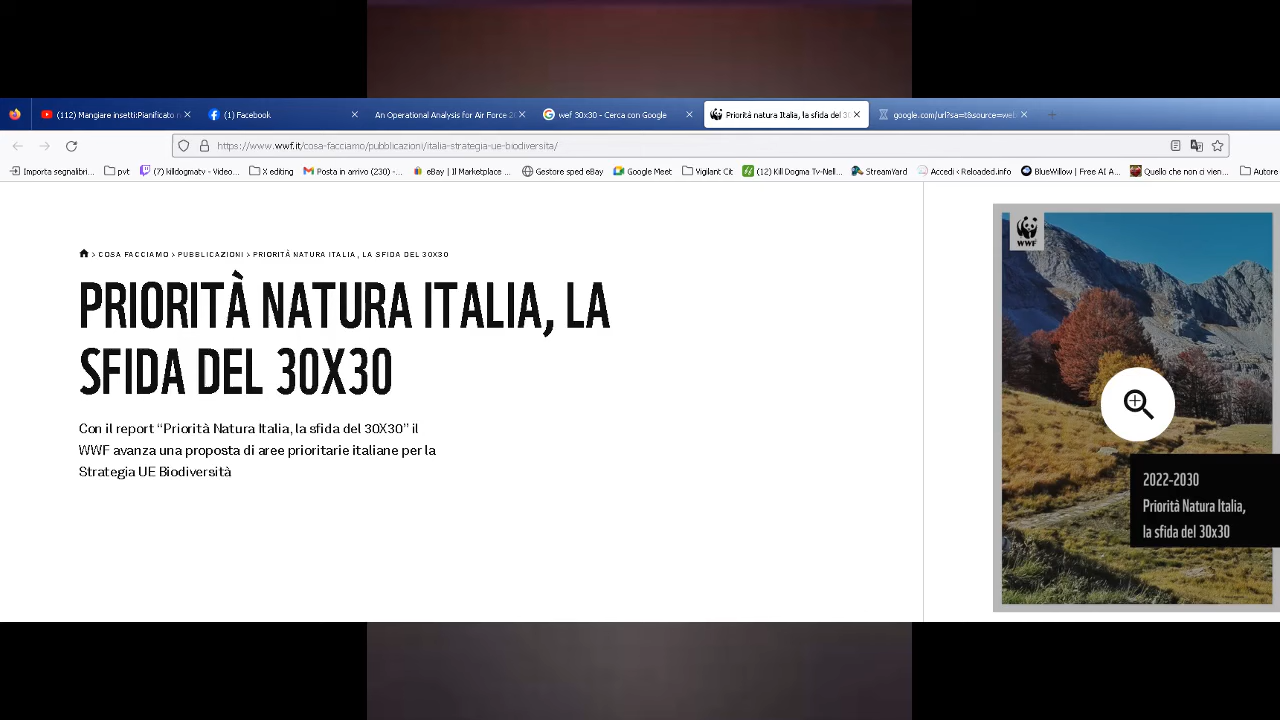 (112) Mangiare insetti:Pianificato n
(1) Facebook
An Operational Analysis for Air Force 20
wef 30x30 - Cerca con Google
Priorità natura Italia, la sfida del 30
google.com/url?sa=t&source=web
https://www.wwf.it/cosa-facciamo/pubblicazioni/italia-strategia-ue-biodiversita/
Importa segnalibri... pvt (7) killdogmatv - Video... X editing Posta in arrivo (230) -... eBay | Il Marketplace ... Gestore sped eBay Google Meet Vigilant Cit (12) Kill Dogma Tv-Nell... StreamYard Accedi ‹ Reloaded.info BlueWillow | Free AI A... Quello che non ci vien... Autore
COSA FACCIAMO > PUBBLICAZIONI > PRIORITÀ NATURA ITALIA, LA SFIDA DEL 30X30
PRIORITÀ NATURA ITALIA, LA
SFIDA DEL 30X30
Con il report “Priorità Natura Italia, la sfida del 30X30” il
WWF avanza una proposta di aree prioritarie italiane per la
Strategia UE Biodiversità
WWF
2022-2030
Priorità Natura Italia,
la sfida del 30x30